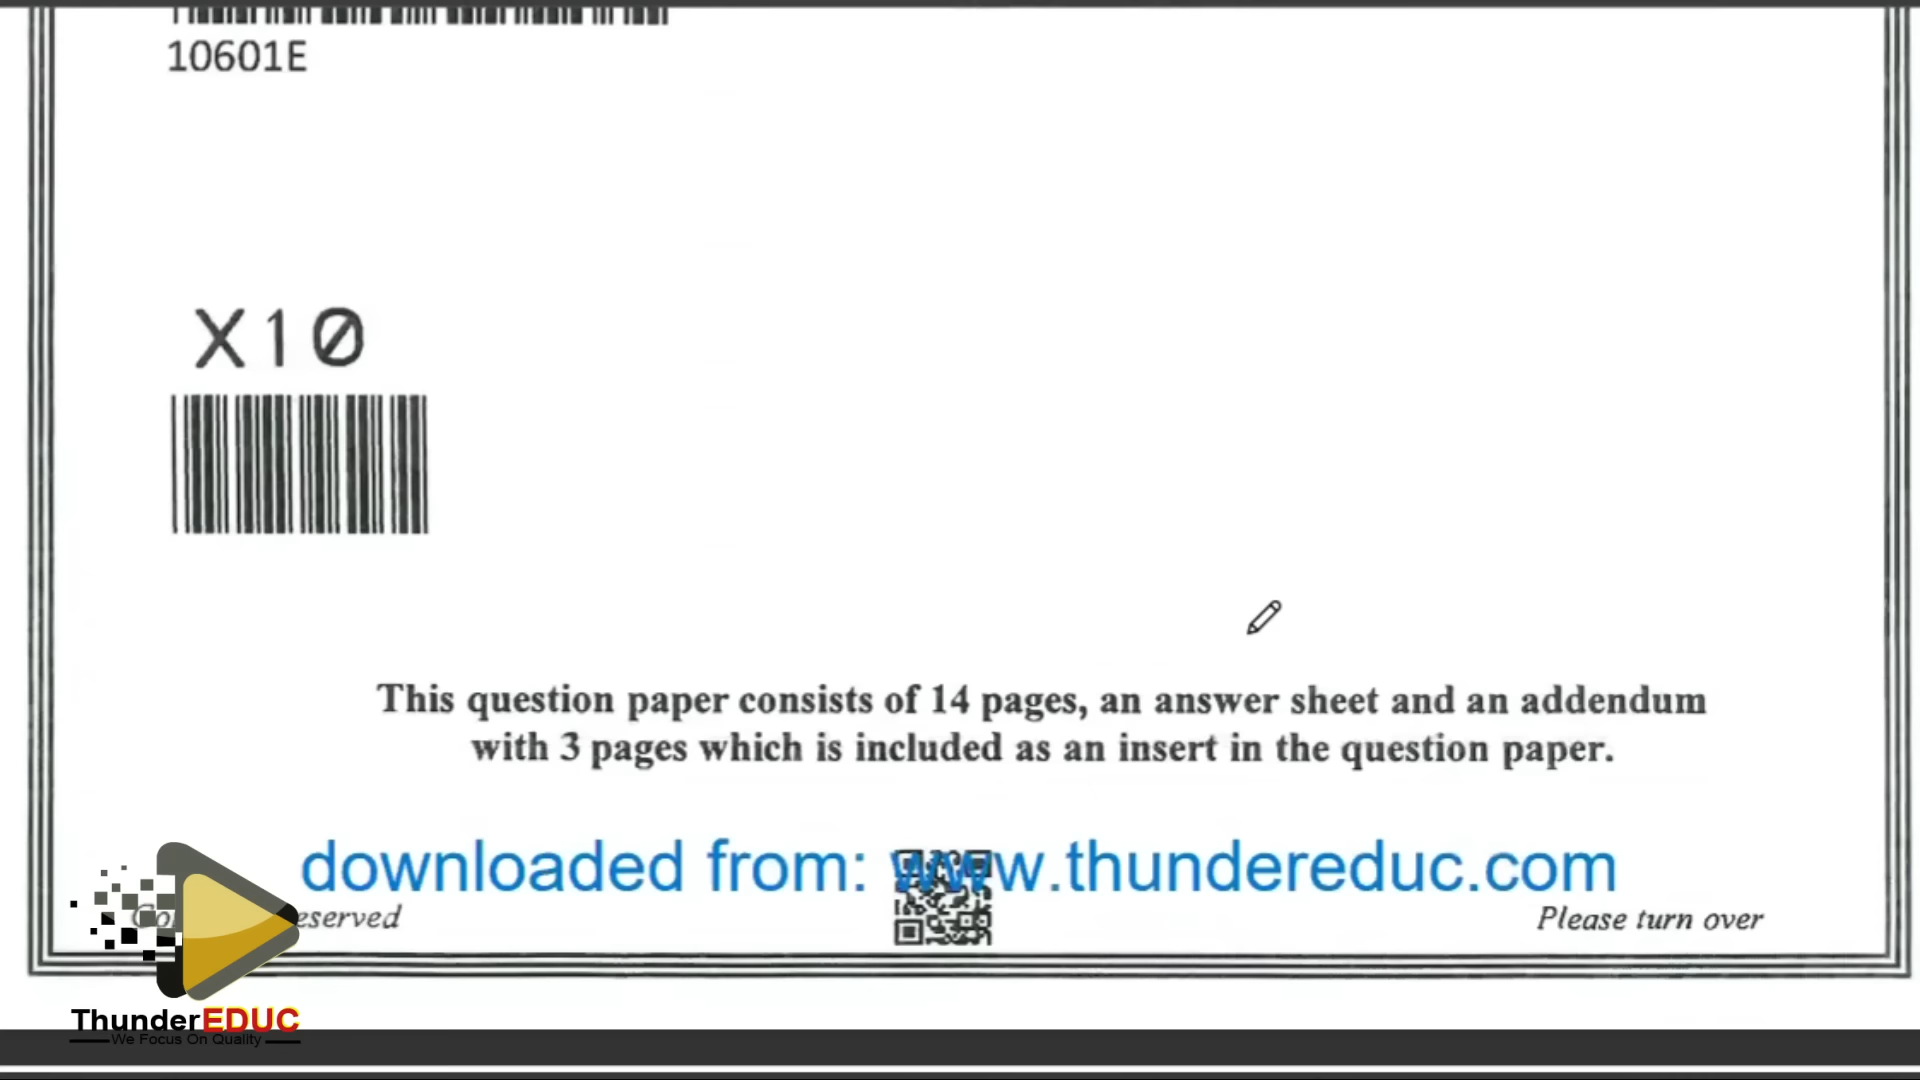 10601E
X10
This question paper consists of 14 pages, an answer sheet and an addendum
with 3 pages which is included as an insert in the question paper.
downloaded from: www.thundereduc.com
eserved
Please turn over
ThunderEDUC
We Focus On Quality